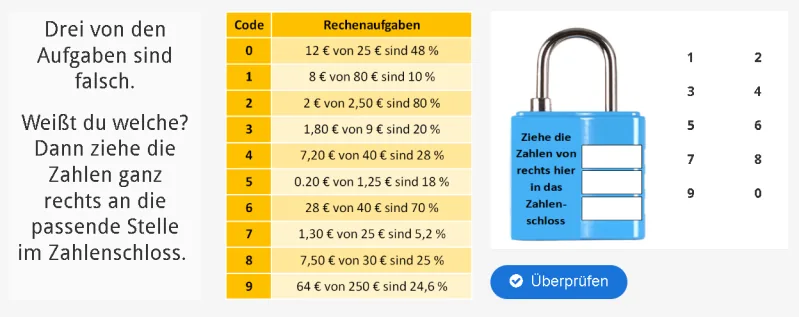 Drei von den
Aufgaben sind
falsch.
Weißt du welche?
Dann ziehe die
Zahlen ganz
rechts an die
passende Stelle
im Zahlenschloss.
Code Rechenaufgaben
0 12 € von 25 € sind 48 %
1 8 € von 80 € sind 10 %
2 2 € von 2,50 € sind 80 %
3 1,80 € von 9 € sind 20 %
4 7,20 € von 40 € sind 28 %
5 0.20 € von 1,25 € sind 18 %
6 28 € von 40 € sind 70 %
7 1,30 € von 25 € sind 5,2 %
8 7,50 € von 30 € sind 25 %
9 64 € von 250 € sind 24,6 %
Ziehe die
Zahlen von
rechts hier
in das
Zahlen-
schloss
1 2
3 4
5 6
7 8
9 0
Überprüfen